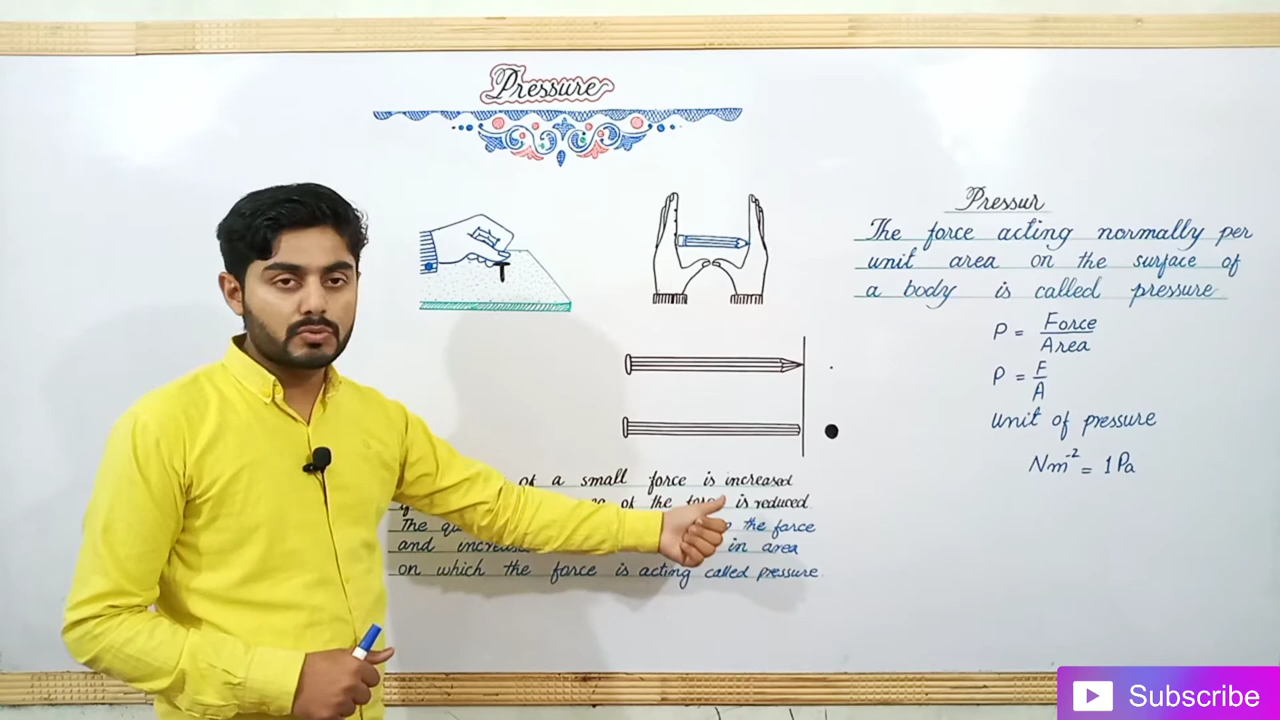 Pressure
of a small force is increased
of the force is reduced.
The the force
and in area
on which the force is acting called pressure.
Pressur
The force acting normally per
unit area on the surface of
a body is called pressure
P = Force
Area
P = F
A
unit of pressure
Nm⁻² = 1 Pa
Subscribe